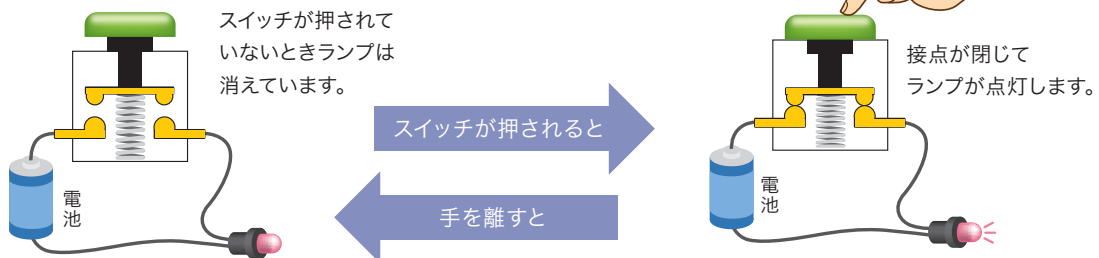 スイッチが押されて
いないときランプは
消えています。
電池
スイッチが押されると
手を離すと
接点が閉じて
ランプが点灯します。
電池